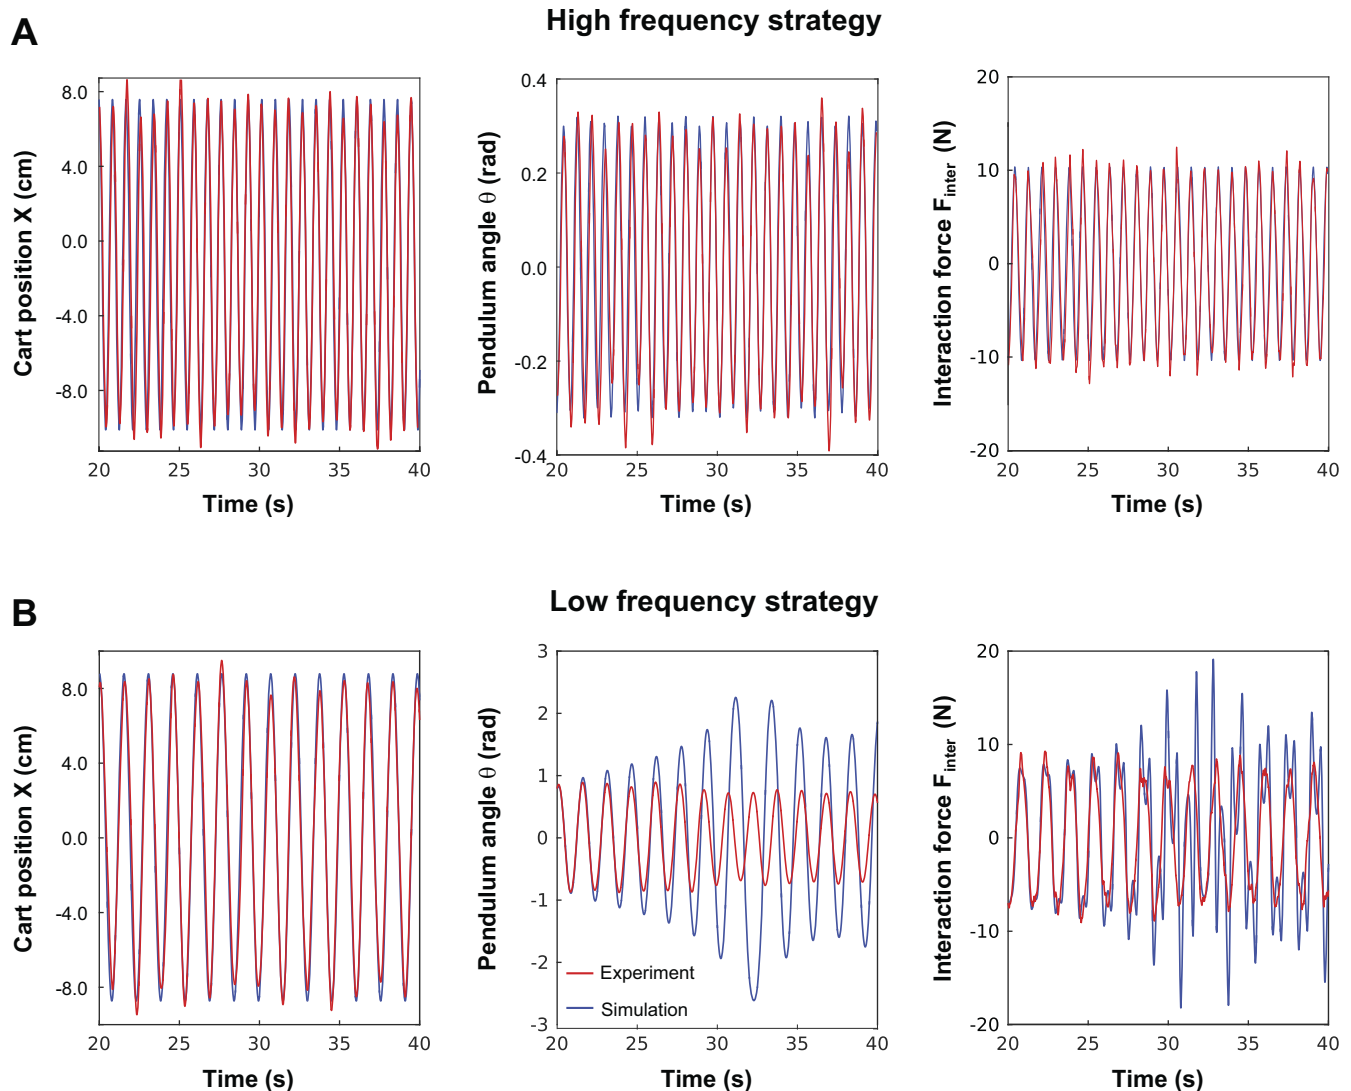 A
High frequency strategy
Cart position X (cm)
8.0
4.0
0.0
-4.0
-8.0
20 25 30 35 40
Time (s)
Pendulum angle θ (rad)
0.4
0.2
0.0
-0.2
-0.4
20 25 30 35 40
Time (s)
Interaction force Finter (N)
20
10
0
-10
-20
20 25 30 35 40
Time (s)
B
Low frequency strategy
Cart position X (cm)
8.0
4.0
0.0
-4.0
-8.0
20 25 30 35 40
Time (s)
Pendulum angle θ (rad)
3
2
1
0
-1
-2
-3
Experiment
Simulation
20 25 30 35 40
Time (s)
Interaction force Finter (N)
20
10
0
-10
-20
20 25 30 35 40
Time (s)